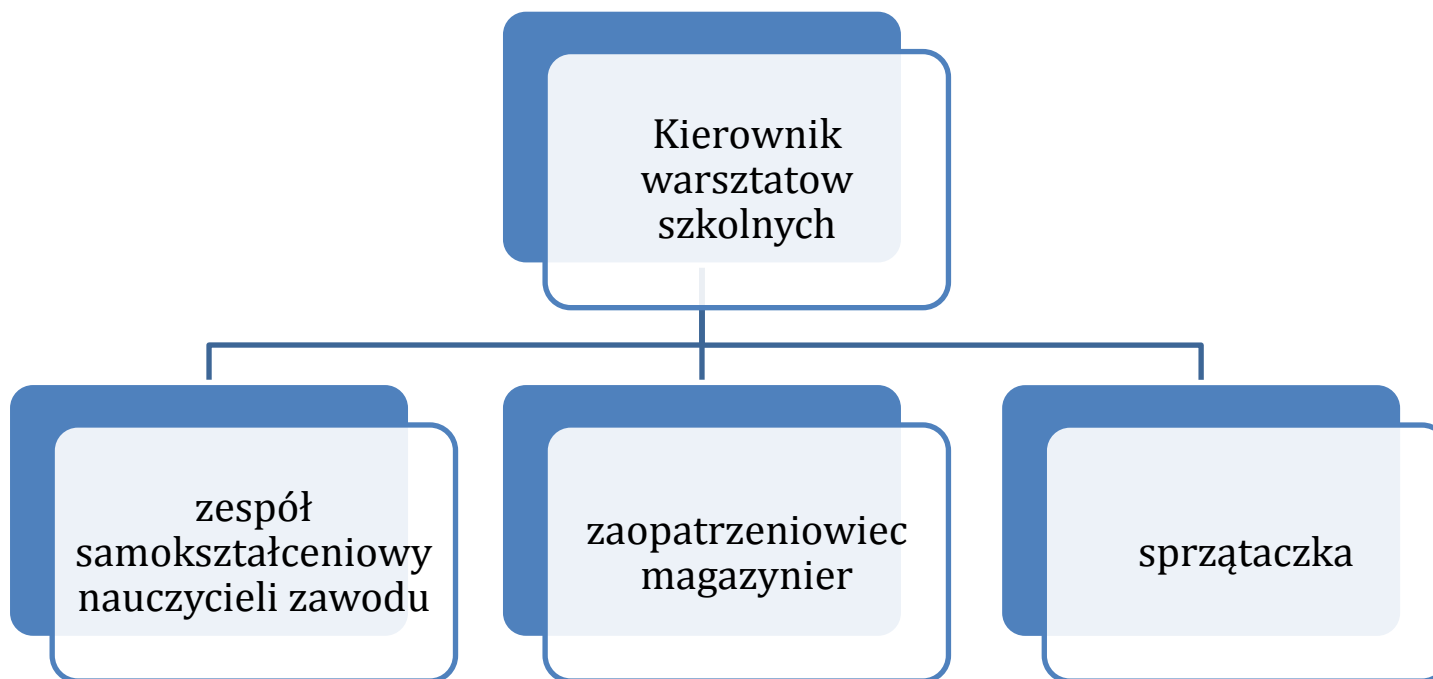 Kierownik
warsztatow
szkolnych
zespół
samokształceniowy
nauczycieli zawodu
zaopatrzeniowiec
magazynier
sprzątaczka